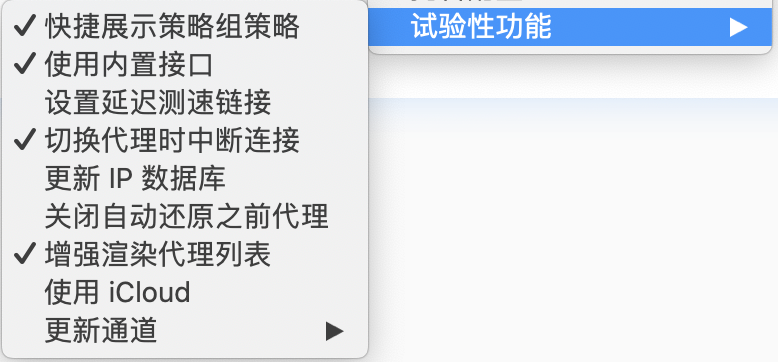 试验性功能
快捷展示策略组策略
使用内置接口
设置延迟测速链接
切换代理时中断连接
更新 IP 数据库
关闭自动还原之前代理
增强渲染代理列表
使用 iCloud
更新通道